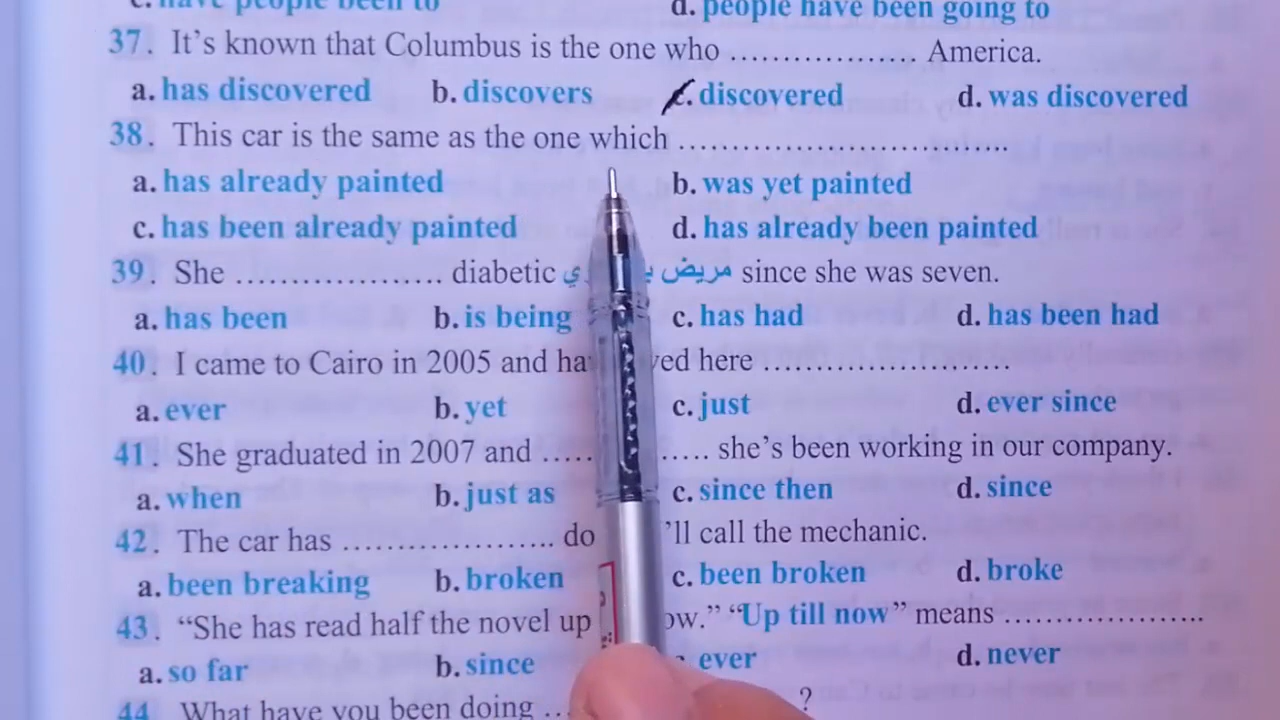 c. have people been to d. people have been going to
37. It's known that Columbus is the one who .................. America.
a. has discovered b. discovers c. discovered d. was discovered
38. This car is the same as the one which ................................
a. has already painted b. was yet painted
c. has been already painted d. has already been painted
39. She .................... diabetic مريض since she was seven.
a. has been b. is being c. has had d. has been had
40. I came to Cairo in 2005 and here ........................
a. ever b. yet c. just d. ever since
41. She graduated in 2007 and ..... ..... she's been working in our company.
a. when b. just as c. since then d. since
42. The car has .................... 'll call the mechanic.
a. been breaking b. broken c. been broken d. broke
43. “She has read half the novel up “Up till now” means ...................
a. so far b. since ever d. never
44. What have you been doing ... ?